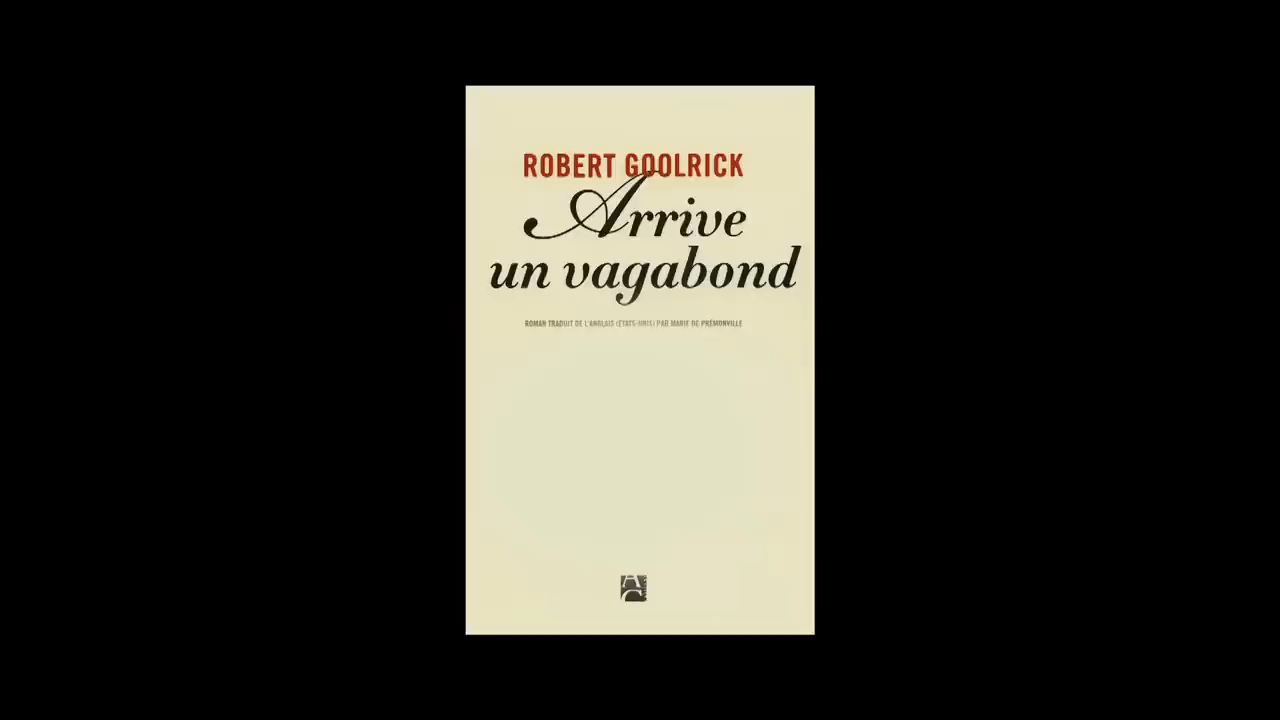 ROBERT GOOLRICK
Arrive
un vagabond
ROMAN TRADUIT DE L'ANGLAIS (ÉTATS-UNIS) PAR MARIE DE PRÉMONVILLE
A
C